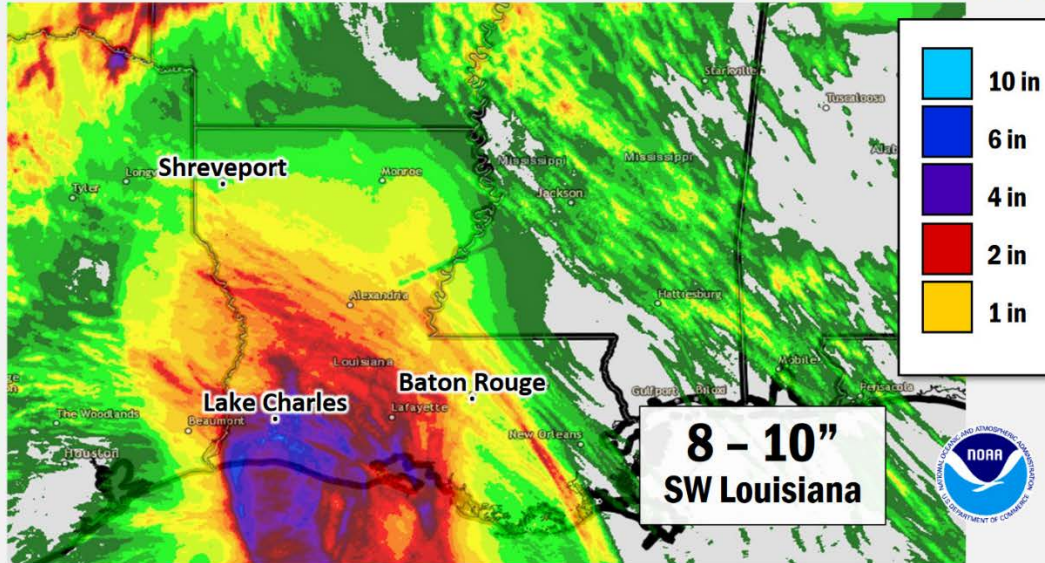 Starkville
Tuscaloosa
Shreveport
Tyler
Monroe
Mississippi
Mississippi
Jackson
Alexandria
Hattiesburg
Louisiana
Baton Rouge
Lake Charles
Lafayette
Beaumont
The Woodlands
Houston
New Orleans
Gulfport
Biloxi
Mobile
Pensacola
10 in
6 in
4 in
2 in
1 in
8 – 10”
SW Louisiana
NATIONAL OCEANIC AND ATMOSPHERIC ADMINISTRATION
NOAA
U.S. DEPARTMENT OF COMMERCE